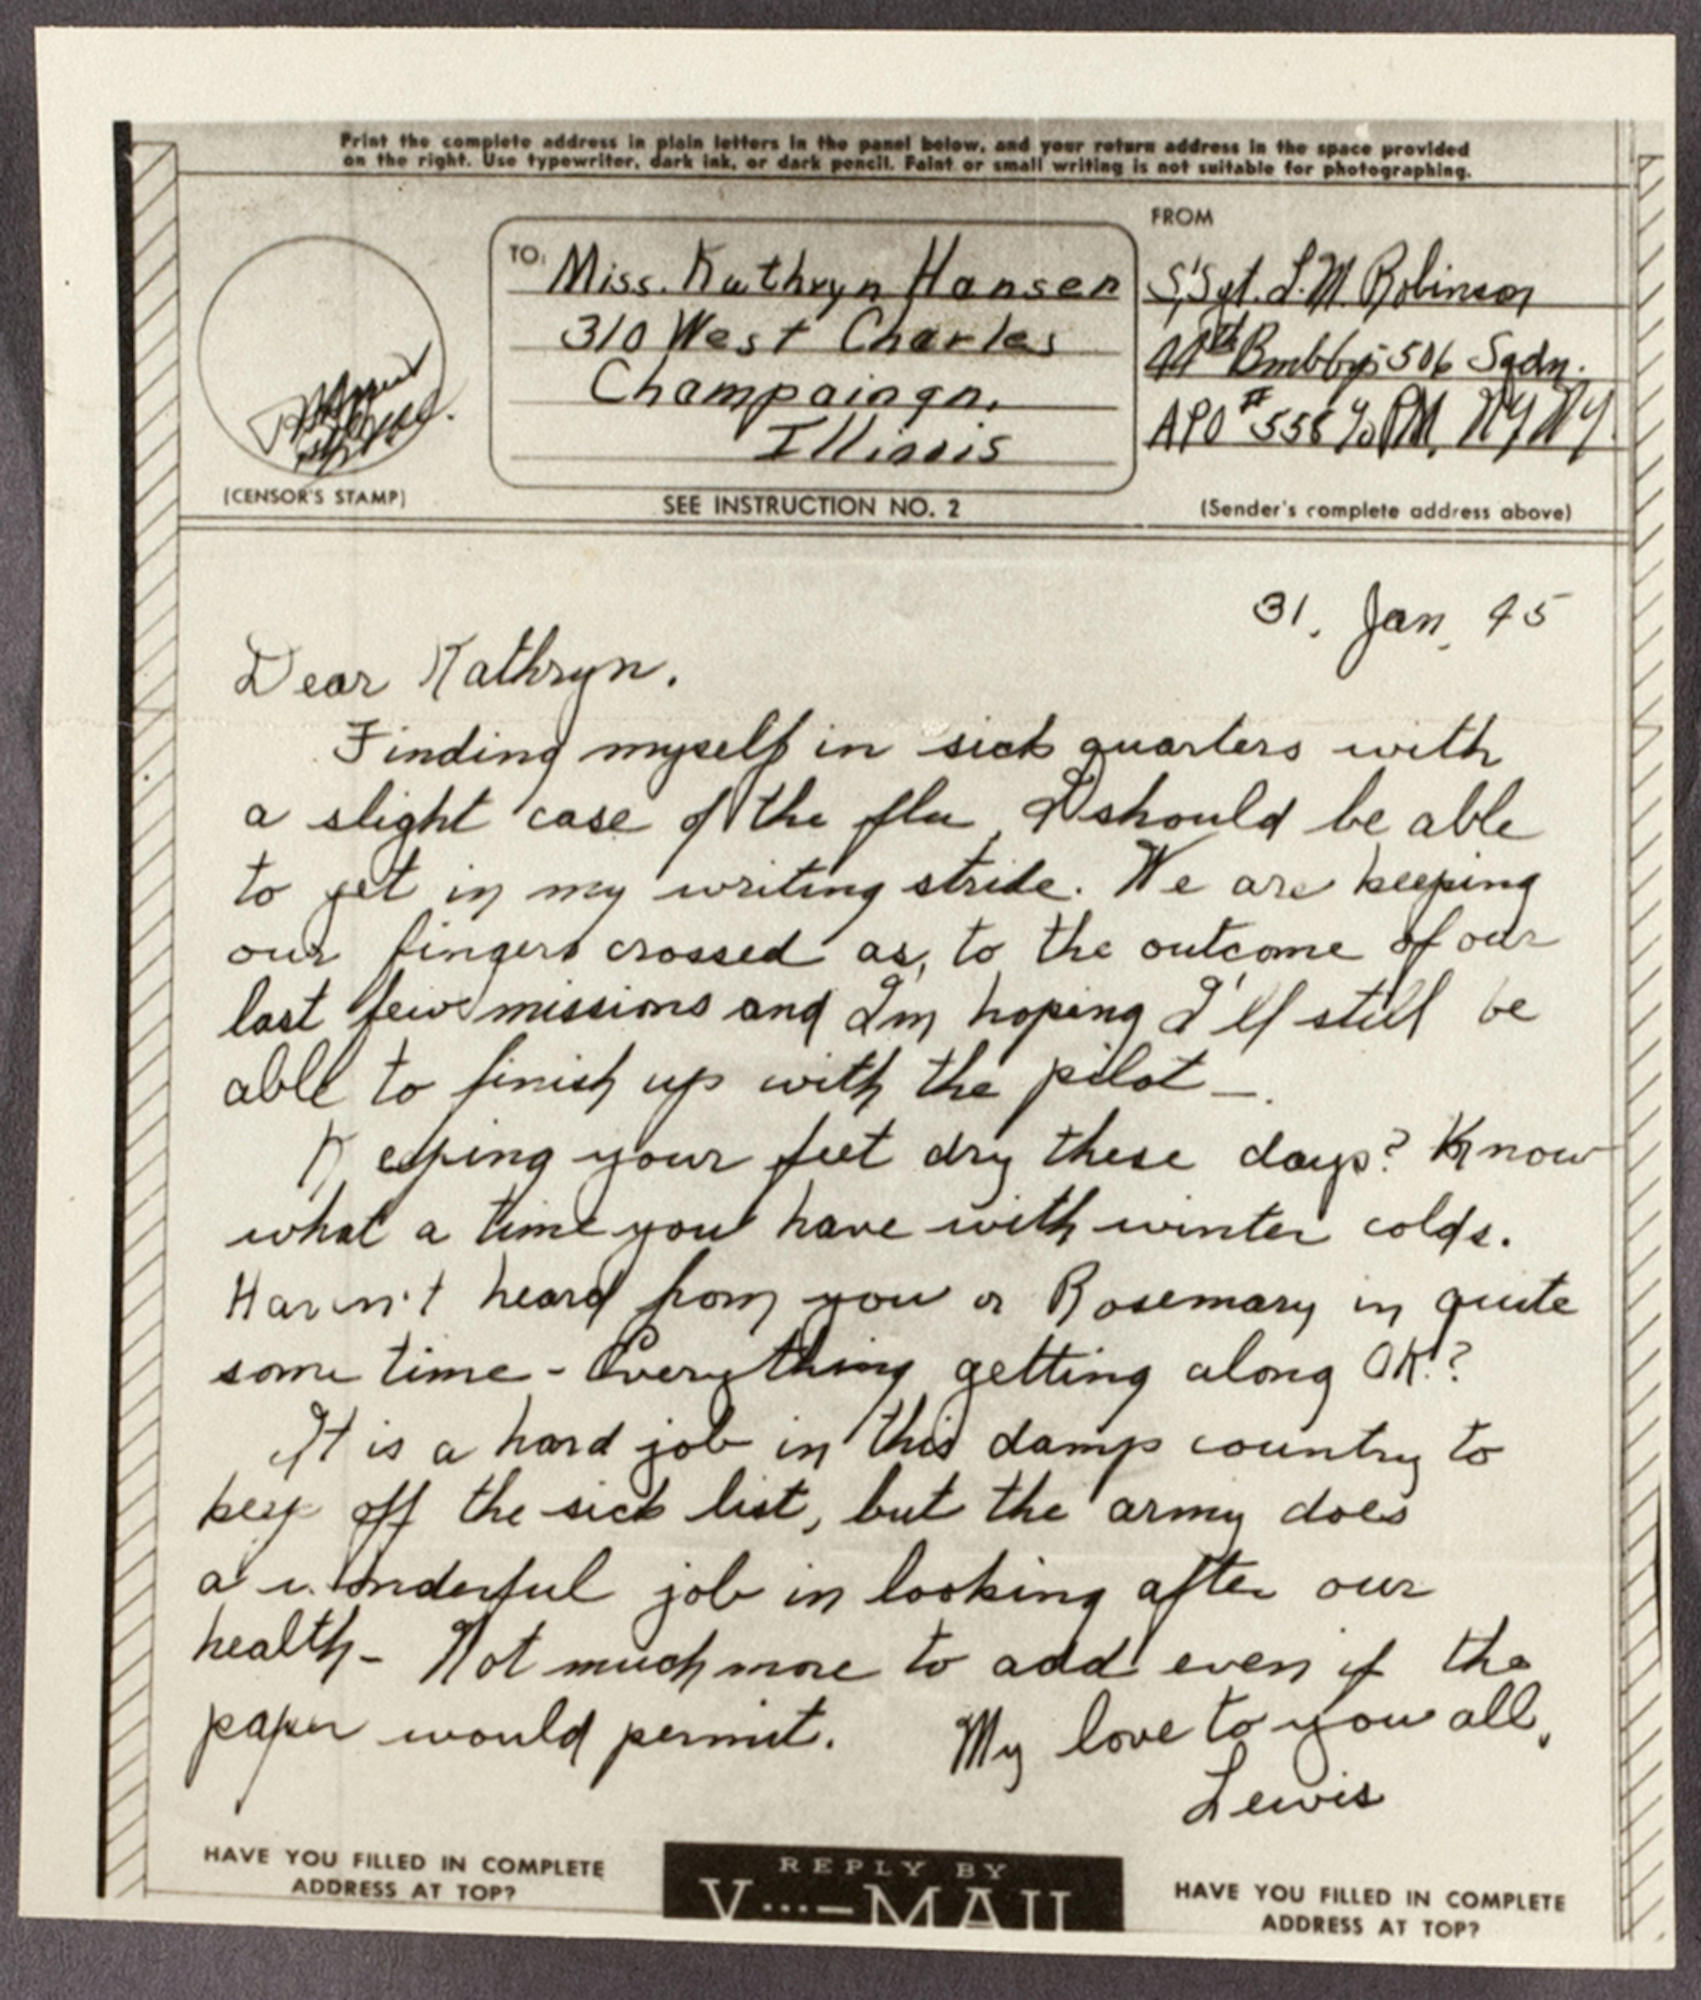 Print the complete address in plain letters in the panel below, and your return address in the space provided
on the right. Use typewriter, dark ink, or dark pencil. Faint or small writing is not suitable for photographing.
FROM
TO:
Miss. Kathryn Hansen
310 West Charles
Champaingn,
Illinois
S/Sgt. L.M. Robinson
44th Bmb Gp 506 Sqdn.
APO #558 c/o PM. NY NY.
(CENSOR'S STAMP)
SEE INSTRUCTION NO. 2
(Sender's complete address above)
31. Jan. 45
Dear Kathryn.
Finding myself in sick quarters with
a slight case of the flu, I should be able
to get in my writing stride. We are keeping
our fingers crossed as, to the outcome of our
last few missions and I'm hoping I'll still be
able to finish up with the pilot —.
Keeping your feet dry these days? Know
what a time you have with winter colds.
Haven't heard from you or Rosemary in quite
some time - Everything getting along OK.?
It is a hard job in this damp country to
keep off the sick list, but the army does
a wonderful job in looking after our
health - Not much more to add even if the
paper would permit. My love to you all,
Lewis
HAVE YOU FILLED IN COMPLETE
ADDRESS AT TOP?
REPLY BY
V...-MAIL
HAVE YOU FILLED IN COMPLETE
ADDRESS AT TOP?